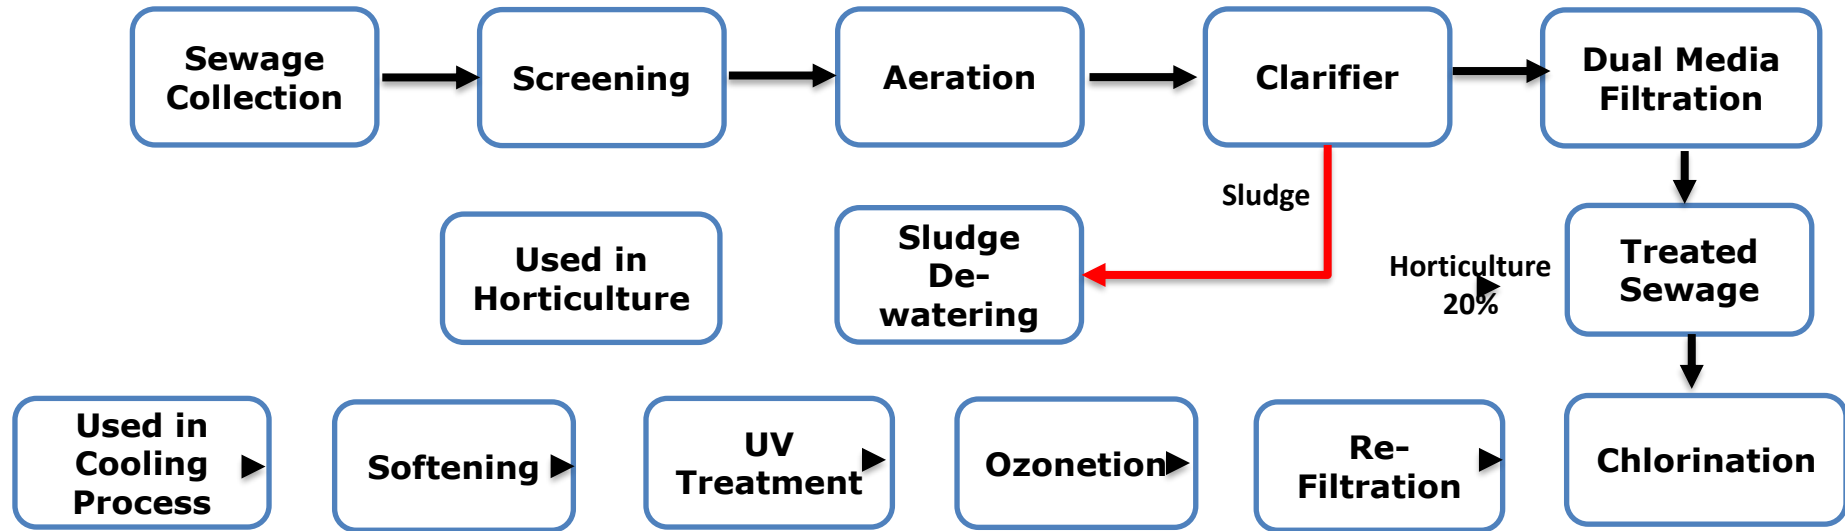 Sewage
Collection
Screening
Aeration
Clarifier
Dual Media
Filtration
Sludge
Used in
Horticulture
Sludge
De-
watering
Horticulture
20%
Treated
Sewage
Used in
Cooling
Process
Softening
UV
Treatment
Ozonetion
Re-
Filtration
Chlorination